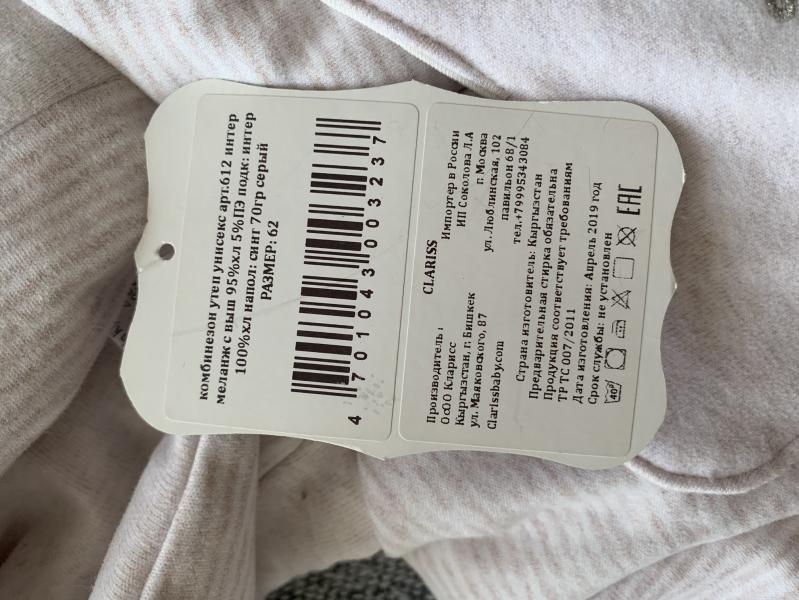 комбинезон утеп унисекс арт.612 интер
меланж с выш 95%хл 5%ПЭ подк: интер
100%хл напол: синт 70гр серый
РАЗМЕР: 62
4 701043 003237
CLARISS
Производитель :
ОсОО Кларисс
Кыргызстан, г. Бишкек
ул. Маяковского, 87
Clarissbaby.com
Импортер в России
ИП Соколова Л.А
г. Москва
ул. Люблинская, 102
павильон 6В/1
тел.+79995343084
Страна изготовитель: Кыргызстан
Предварительная стирка обязательна
Продукция соответствует требованиям
ТР ТС 007/2011
Дата изготовления: Апрель 2019 год
Срок службы: не установлен
40° EAC